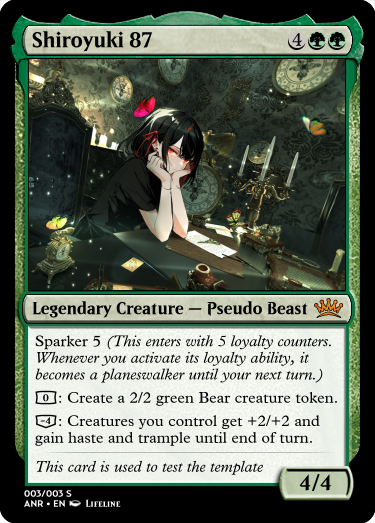 Shiroyuki 87 4
Legendary Creature — Pseudo Beast
Sparker 5 (This enters with 5 loyalty counters.
Whenever you activate its loyalty ability, it
becomes a planeswalker until your next turn.)
0: Create a 2/2 green Bear creature token.
-4: Creatures you control get +2/+2 and
gain haste and trample until end of turn.
This card is used to test the template
4/4
003/003 S
ANR • EN Lifeline